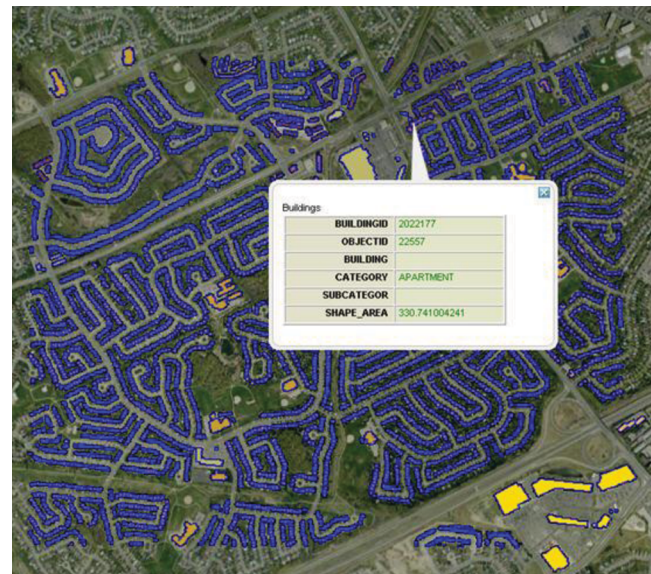 Buildings
BUILDINGID 2022177
OBJECTID 22557
BUILDING
CATEGORY APARTMENT
SUBCATEGOR
SHAPE_AREA 330.741004241